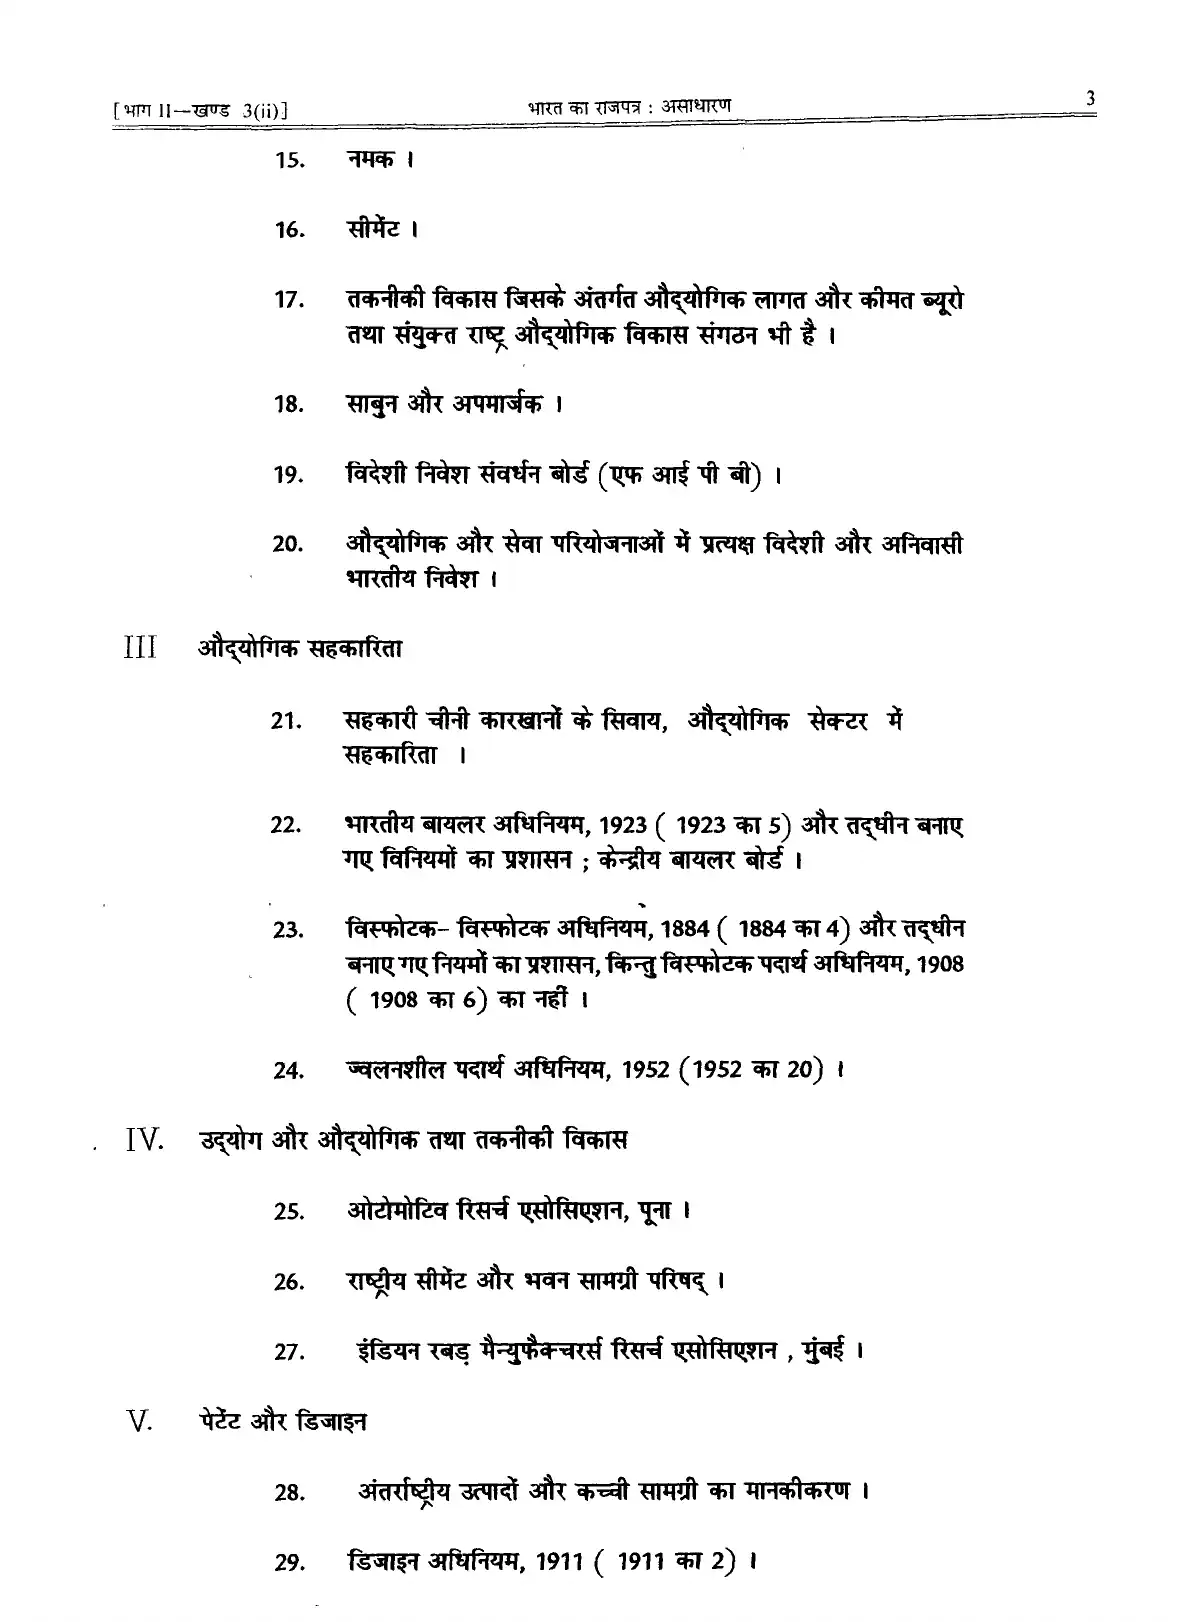 [ भाग II—खण्ड 3(ii)]
भारत का राजपत्र : असाधारण
3
15. नमक ।
16. सीमेंट ।
17. तकनीकी विकास जिसके अंतर्गत औद्योगिक लागत और कीमत ब्यूरो
तथा संयुक्त राष्ट्र औद्योगिक विकास संगठन भी है ।
18. साबुन और अपमार्जक ।
19. विदेशी निवेश संवर्धन बोर्ड (एफ आई पी बी) ।
20. औद्योगिक और सेवा परियोजनाओं में प्रत्यक्ष विदेशी और अनिवासी
भारतीय निवेश ।
III औद्योगिक सहकारिता
21. सहकारी चीनी कारखानों के सिवाय, औद्योगिक सेक्टर में
सहकारिता ।
22. भारतीय बायलर अधिनियम, 1923 ( 1923 का 5) और तद्धीन बनाए
गए विनियमों का प्रशासन ; केन्द्रीय बायलर बोर्ड ।
23. विस्फोटक- विस्फोटक अधिनियम, 1884 ( 1884 का 4) और तद्धीन
बनाए गए नियमों का प्रशासन, किन्तु विस्फोटक पदार्थ अधिनियम, 1908
( 1908 का 6) का नहीं ।
24. ज्वलनशील पदार्थ अधिनियम, 1952 (1952 का 20) ।
IV. उद्योग और औद्योगिक तथा तकनीकी विकास
25. ओटोमोटिव रिसर्च एसोसिएशन, पूना ।
26. राष्ट्रीय सीमेंट और भवन सामग्री परिषद् ।
27. इंडियन रबड़ मैन्युफैक्चरर्स रिसर्च एसोसिएशन , मुंबई ।
V. पेटेंट और डिजाइन
28. अंतर्राष्ट्रीय उत्पादों और कच्ची सामग्री का मानकीकरण ।
29. डिजाइन अधिनियम, 1911 ( 1911 का 2) ।